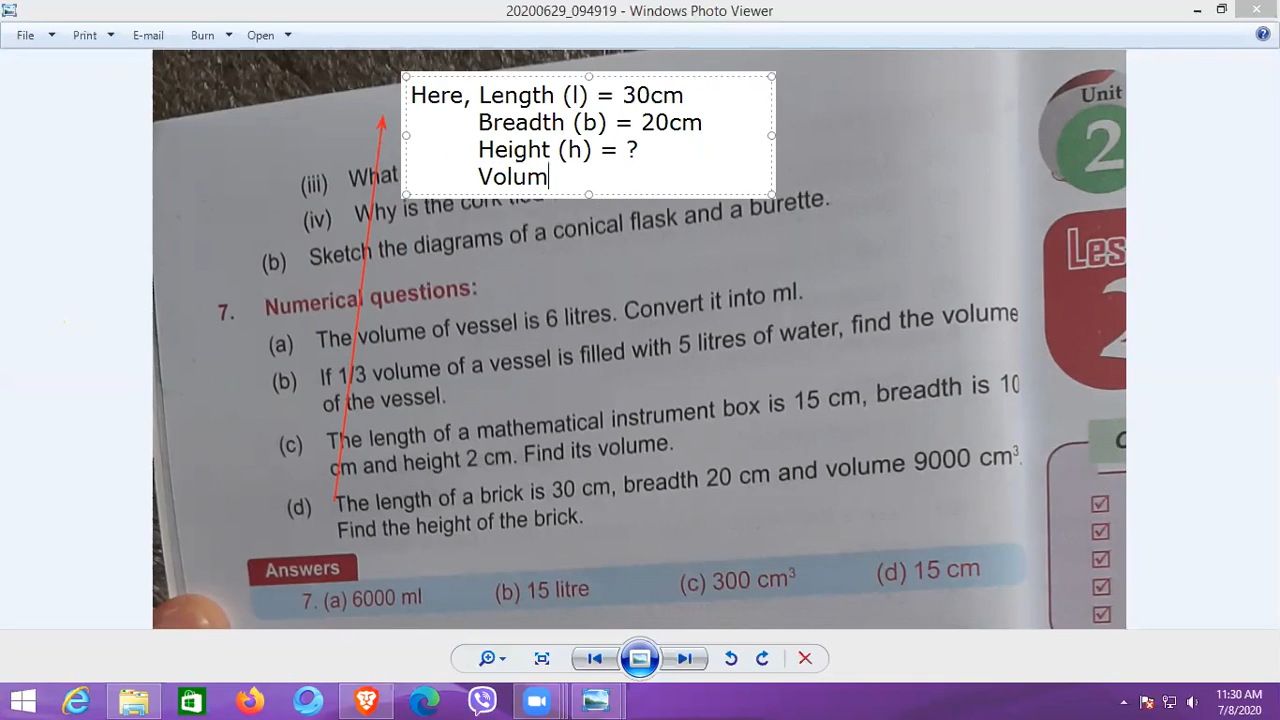 20200629_094919 - Windows Photo Viewer
File Print E-mail Burn Open
Here, Length (l) = 30cm
Breadth (b) = 20cm
Height (h) = ?
Volum
Unit
2
(iii) What
(iv) Why is the cork tied
(b) Sketch the diagrams of a conical flask and a burette.
Les
7. Numerical questions:
(a) The volume of vessel is 6 litres. Convert it into ml.
(b) If 1/3 volume of a vessel is filled with 5 litres of water, find the volume
of the vessel.
(c) The length of a mathematical instrument box is 15 cm, breadth is 10
cm and height 2 cm. Find its volume.
(d) The length of a brick is 30 cm, breadth 20 cm and volume 9000 cm³.
Find the height of the brick.
Answers
7. (a) 6000 ml (b) 15 litre (c) 300 cm³ (d) 15 cm
11:30 AM
7/8/2020